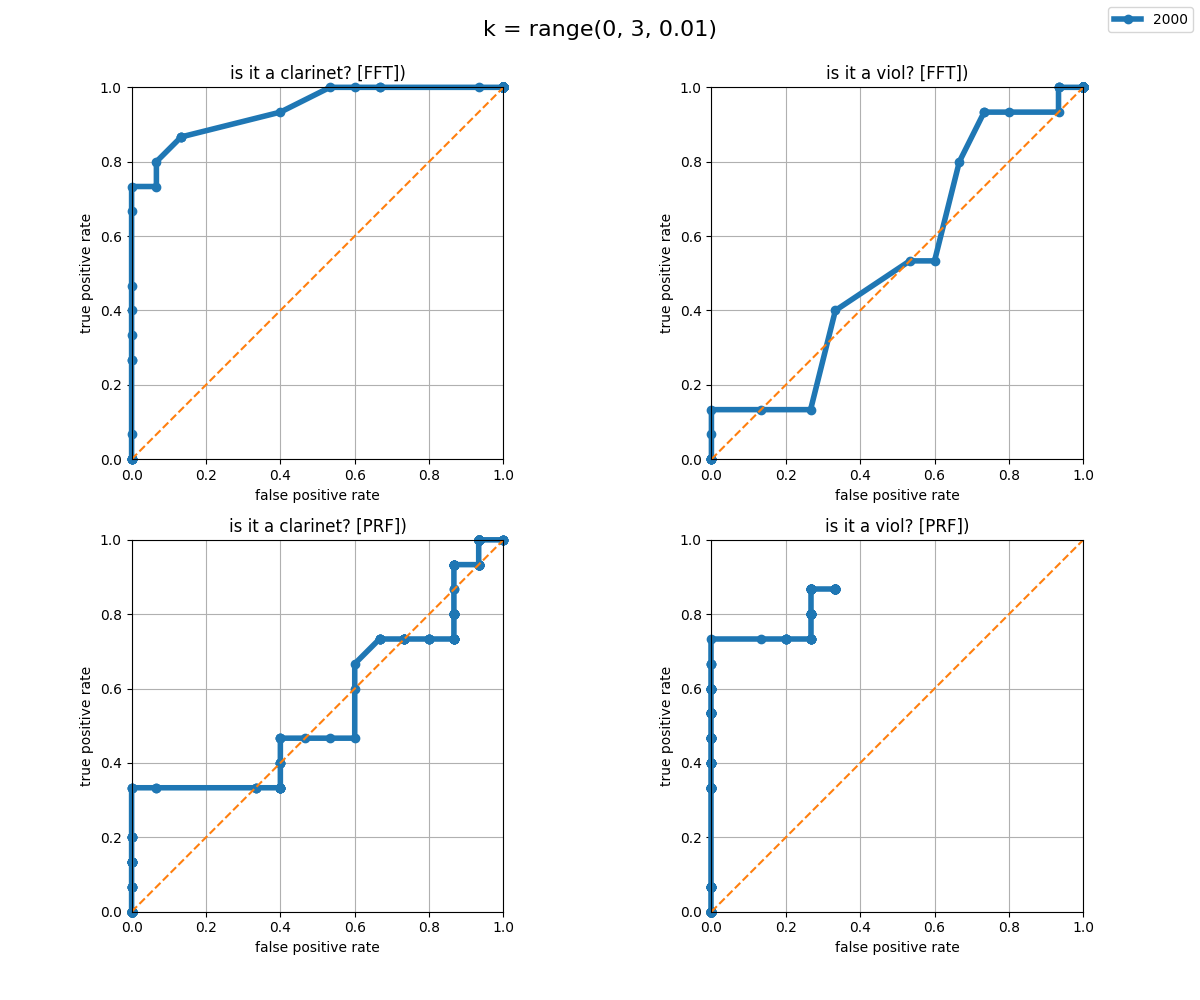 k = range(0, 3, 0.01)
2000
is it a clarinet? [FFT])
1.0
0.8
0.6
0.4
0.2
0.0
true positive rate
0.0 0.2 0.4 0.6 0.8 1.0
false positive rate
is it a viol? [FFT])
1.0
0.8
0.6
0.4
0.2
0.0
true positive rate
0.0 0.2 0.4 0.6 0.8 1.0
false positive rate
is it a clarinet? [PRF])
1.0
0.8
0.6
0.4
0.2
0.0
true positive rate
0.0 0.2 0.4 0.6 0.8 1.0
false positive rate
is it a viol? [PRF])
1.0
0.8
0.6
0.4
0.2
0.0
true positive rate
0.0 0.2 0.4 0.6 0.8 1.0
false positive rate